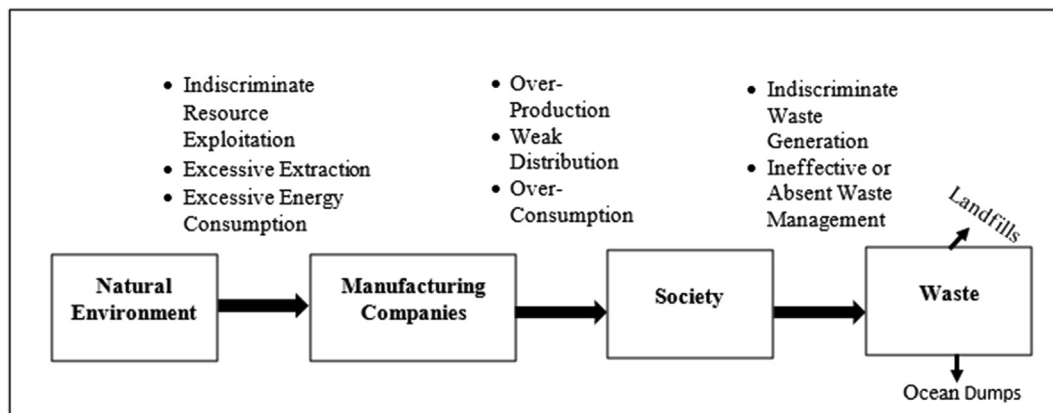 • Indiscriminate
Resource
Exploitation
• Excessive Extraction
• Excessive Energy
Consumption
• Over-
Production
• Weak
Distribution
• Over-
Consumption
• Indiscriminate
Waste
Generation
• Ineffective or
Absent Waste
Management
Landfills
Natural
Environment
Manufacturing
Companies
Society
Waste
Ocean Dumps